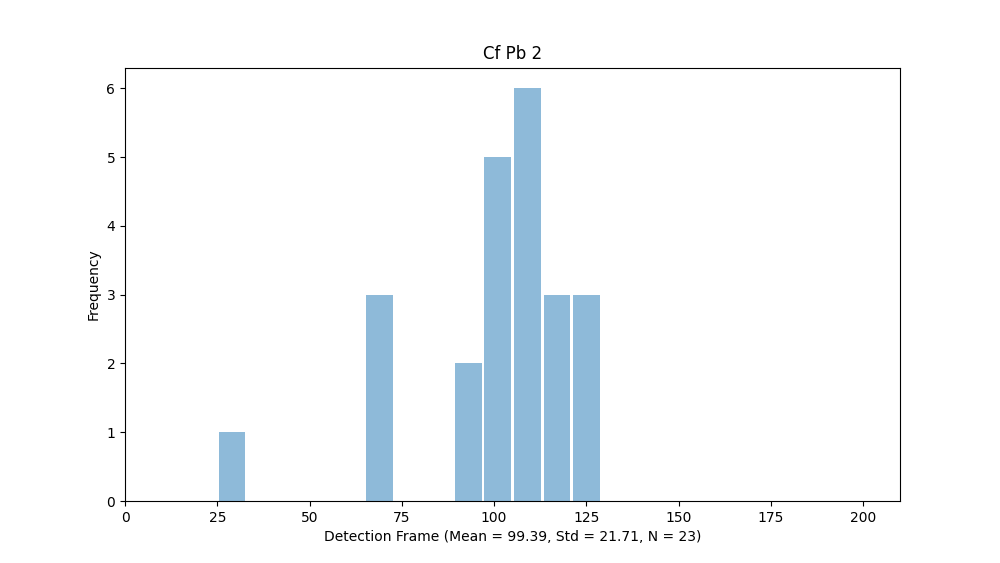 Cf Pb 2
6
5
4
3
2
1
0
Frequency
0 25 50 75 100 125 150 175 200
Detection Frame (Mean = 99.39, Std = 21.71, N = 23)